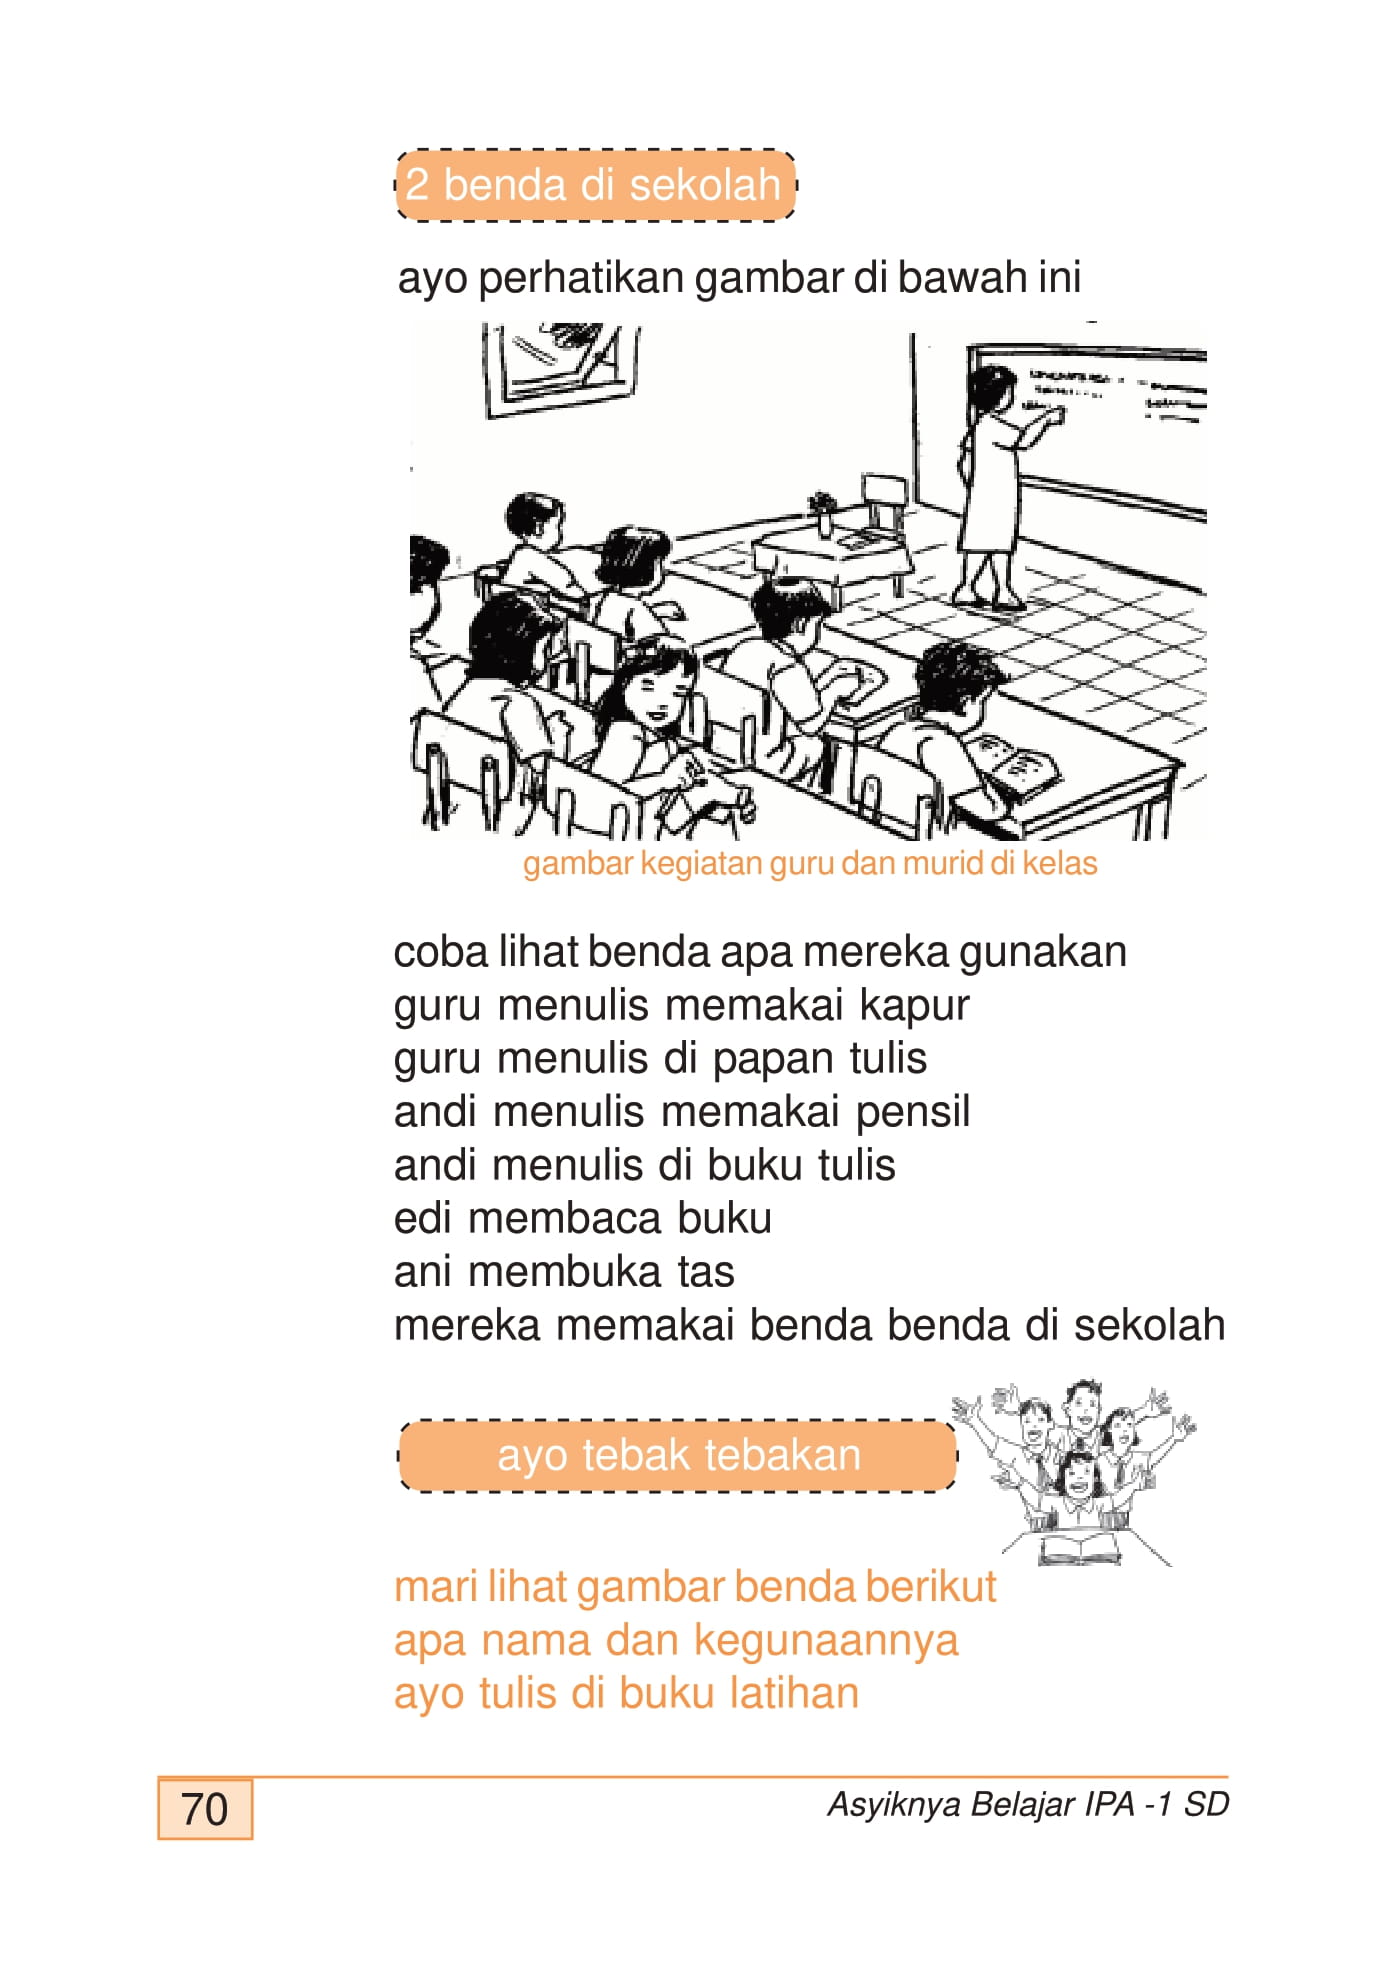 2 benda di sekolah
ayo perhatikan gambar di bawah ini
gambar kegiatan guru dan murid di kelas
coba lihat benda apa mereka gunakan
guru menulis memakai kapur
guru menulis di papan tulis
andi menulis memakai pensil
andi menulis di buku tulis
edi membaca buku
ani membuka tas
mereka memakai benda benda di sekolah
ayo tebak tebakan
mari lihat gambar benda berikut
apa nama dan kegunaannya
ayo tulis di buku latihan
70
Asyiknya Belajar IPA -1 SD